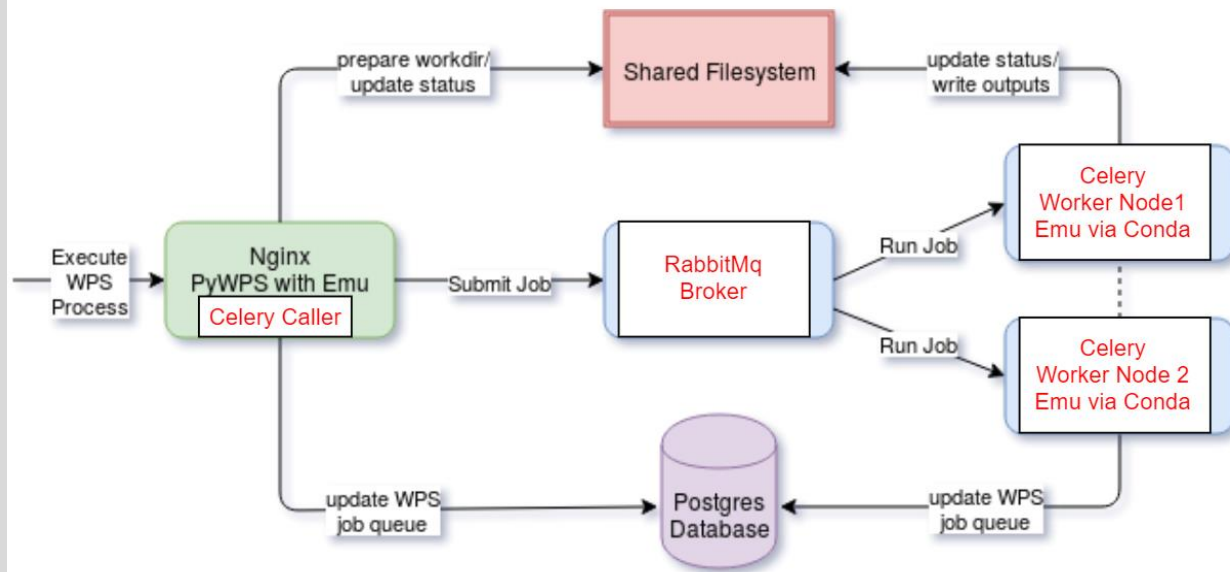 prepare workdir/
update status
Shared Filesystem
update status/
write outputs
Execute
WPS
Process
Nginx
PyWPS with Emu
Celery Caller
Submit Job
RabbitMq
Broker
Run Job
Run Job
Celery
Worker Node1
Emu via Conda
Celery
Worker Node 2
Emu via Conda
update WPS
job queue
Postgres
Database
update WPS
job queue